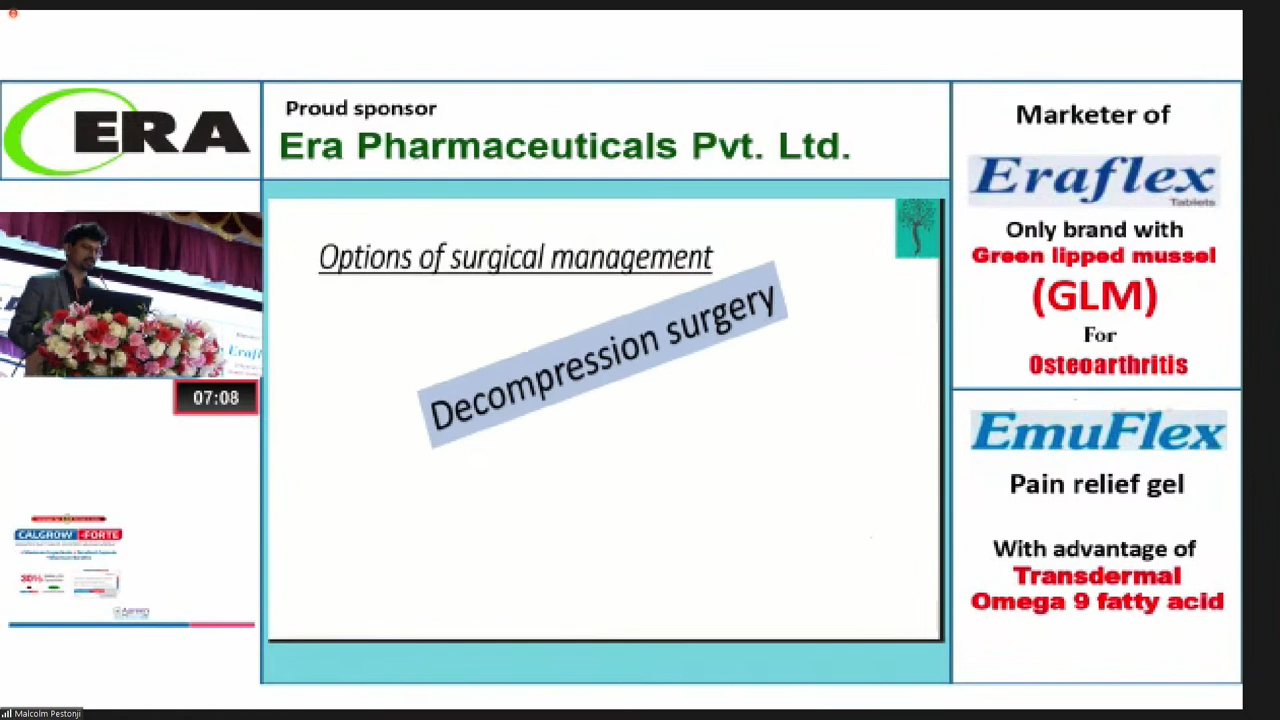 ERA
Proud sponsor
Era Pharmaceuticals Pvt. Ltd.
Options of surgical management
Decompression surgery
07:08
CALGROW -FORTE
Marketer of
Eraflex
Tablets
Only brand with
Green lipped mussel
(GLM)
For
Osteoarthritis
EmuFlex
Pain relief gel
With advantage of
Transdermal
Omega 9 fatty acid
Malcolm Pestonji